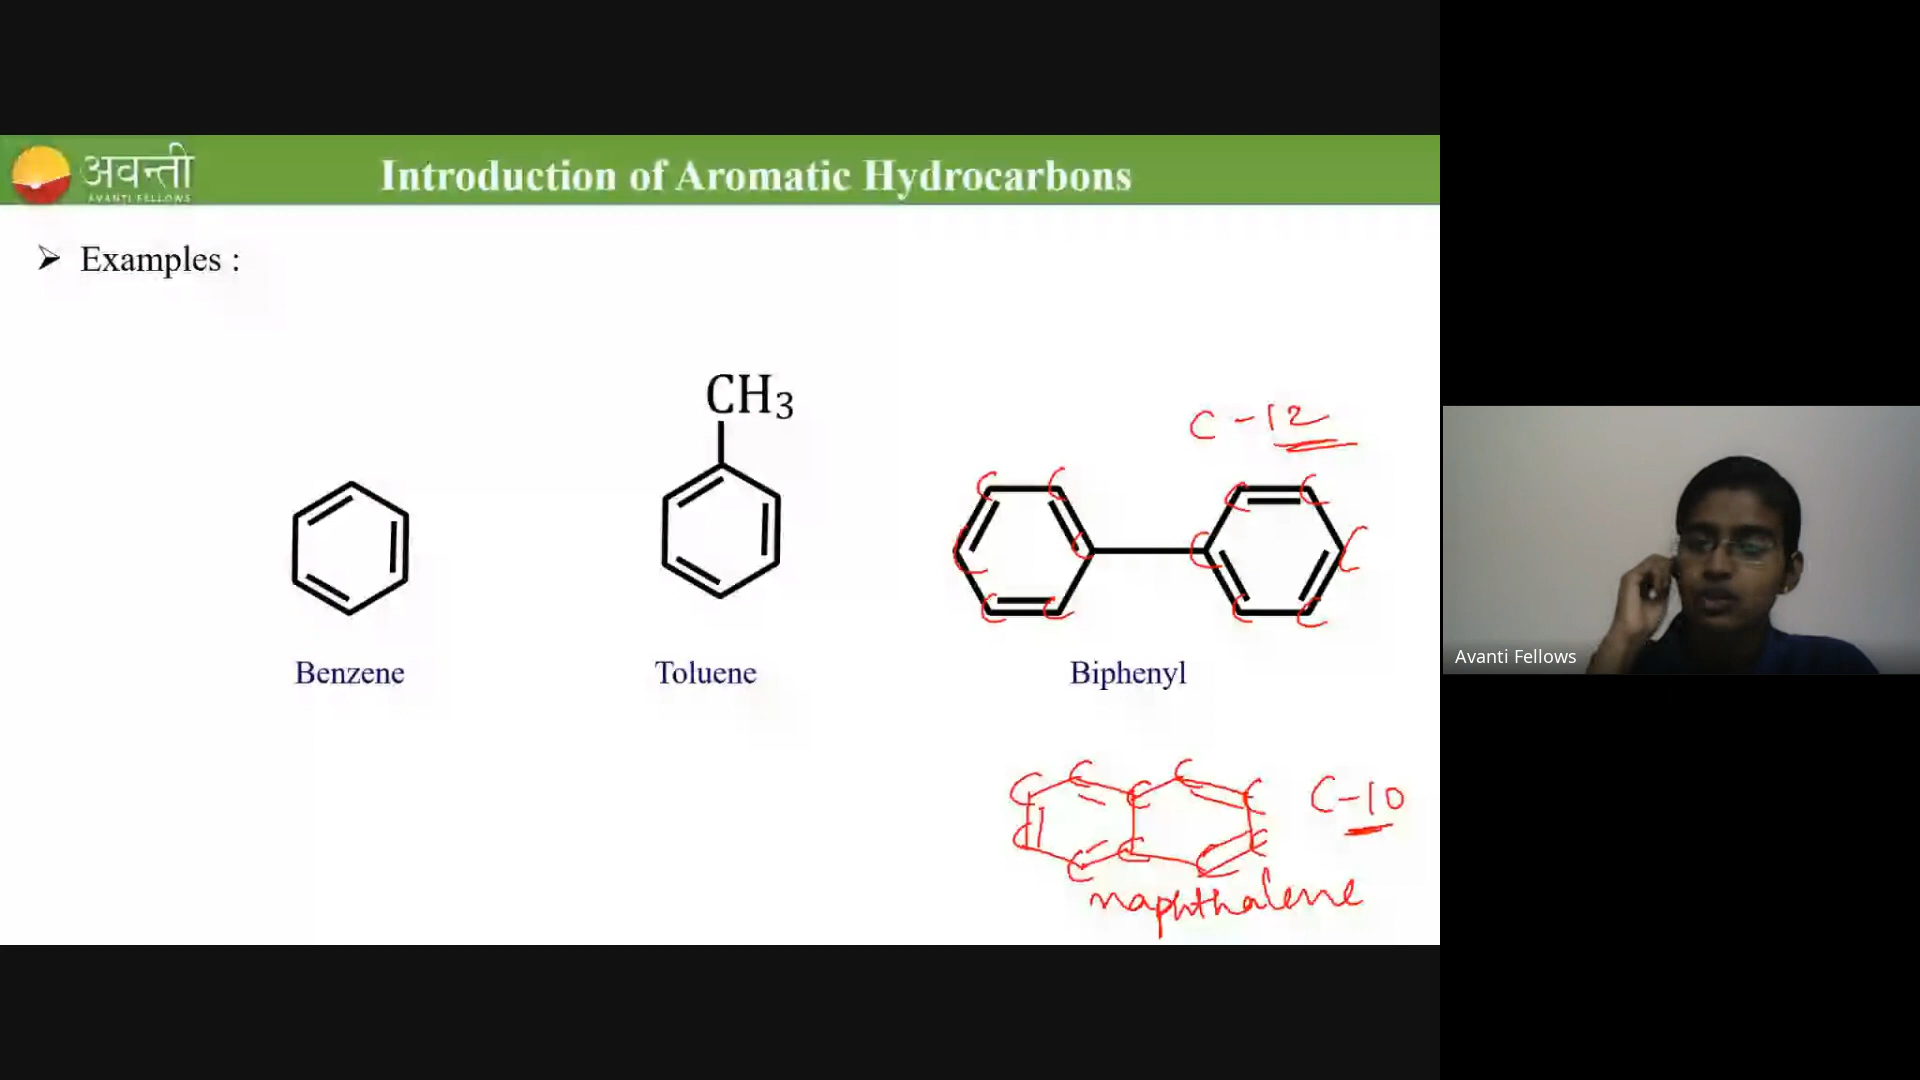 अवन्ती
AVANTI FELLOWS
Introduction of Aromatic Hydrocarbons
➢ Examples :
CH3
C - 12
C C C C
C C C C
C C C C
Benzene
Toluene
Biphenyl
C C C C C
C C C C C
C-10
naphthalene
Avanti Fellows